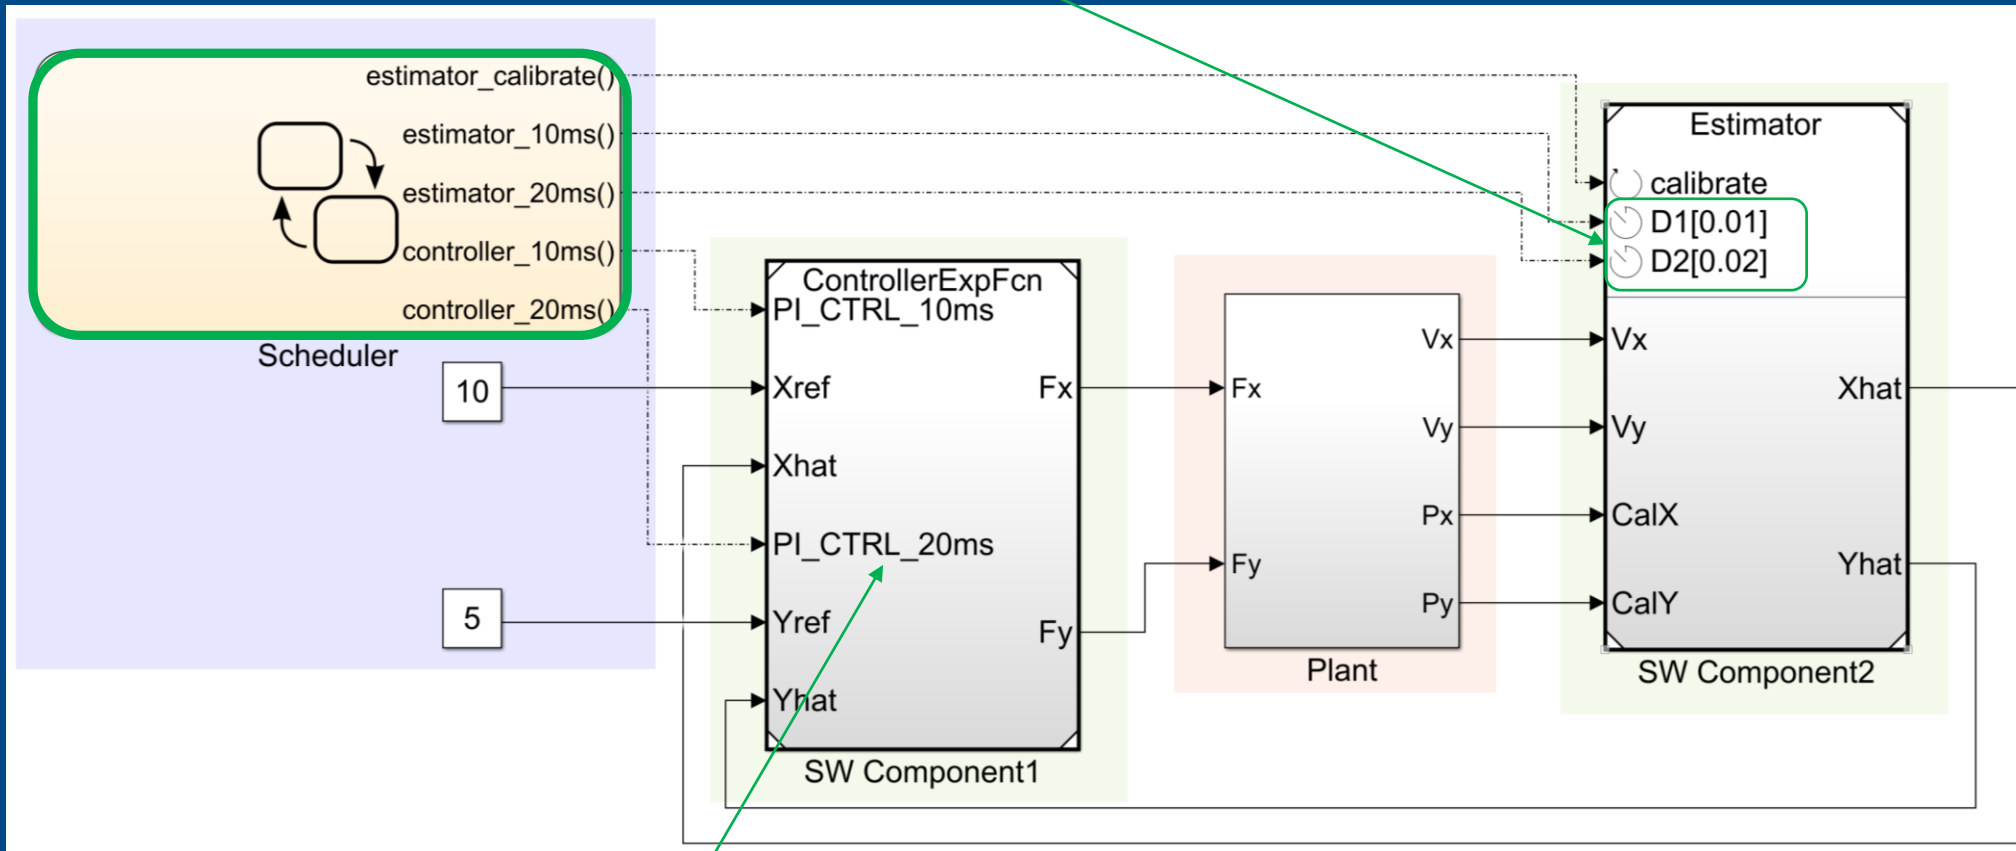 estimator_calibrate()
estimator_10ms()
estimator_20ms()
controller_10ms()
controller_20ms()
Scheduler
10
5
ControllerExpFcn
PI_CTRL_10ms
Xref
Xhat
PI_CTRL_20ms
Yref
Yhat
Fx
Fy
SW Component1
Fx
Fy
Vx
Vy
Px
Py
Plant
Estimator
calibrate
D1[0.01]
D2[0.02]
Vx
Vy
CalX
CalY
Xhat
Yhat
SW Component2